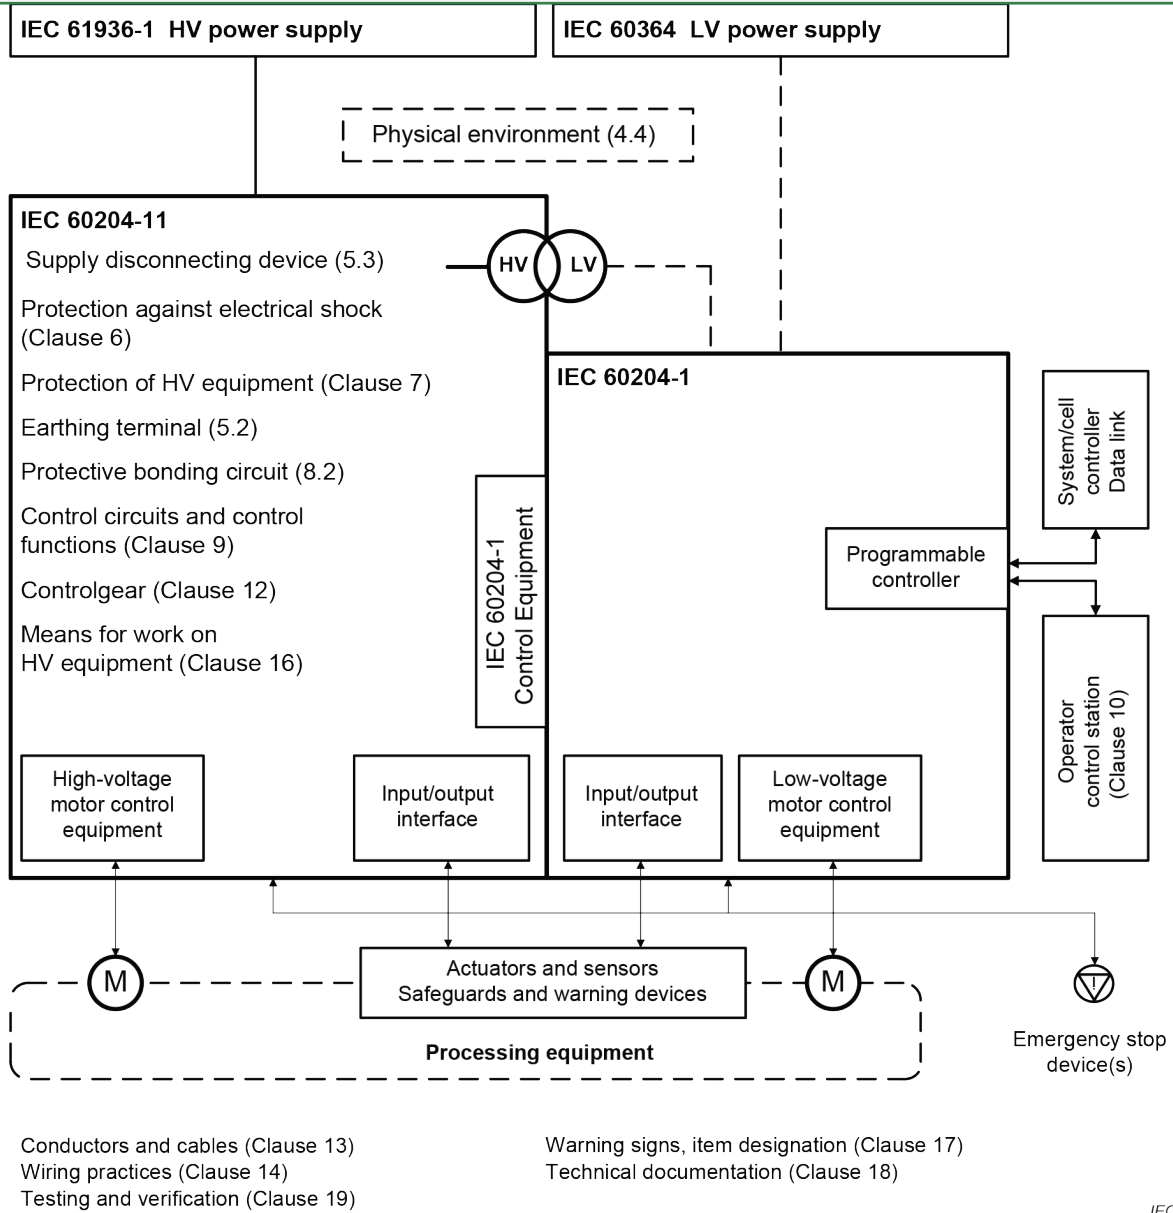 IEC 61936-1 HV power supply
IEC 60364 LV power supply
Physical environment (4.4)
IEC 60204-11
Supply disconnecting device (5.3)
HV
LV
Protection against electrical shock
(Clause 6)
Protection of HV equipment (Clause 7)
Earthing terminal (5.2)
Protective bonding circuit (8.2)
Control circuits and control
functions (Clause 9)
Controlgear (Clause 12)
Means for work on
HV equipment (Clause 16)
IEC 60204-1
Control Equipment
IEC 60204-1
Programmable
controller
System/cell
controller
Data link
Operator
control station
(Clause 10)
High-voltage
motor control
equipment
Input/output
interface
Input/output
interface
Low-voltage
motor control
equipment
M
Actuators and sensors
Safeguards and warning devices
M
!
Processing equipment
Emergency stop
device(s)
Conductors and cables (Clause 13)
Wiring practices (Clause 14)
Testing and verification (Clause 19)
Warning signs, item designation (Clause 17)
Technical documentation (Clause 18)
IEC